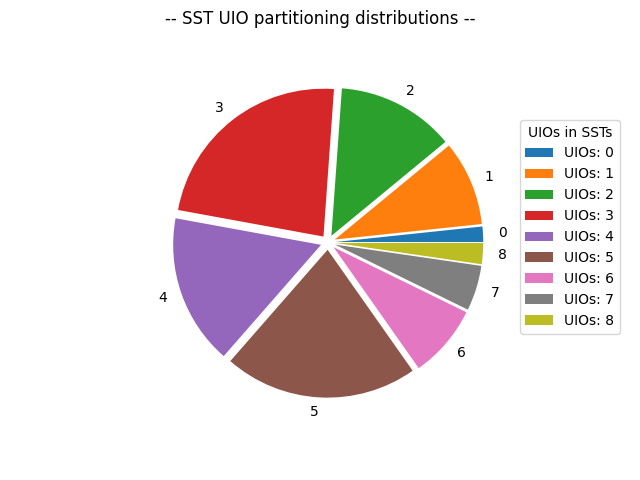 -- SST UIO partitioning distributions --
2
3
1
0
8
7
4
6
5
UIOs in SSTs
UIOs: 0
UIOs: 1
UIOs: 2
UIOs: 3
UIOs: 4
UIOs: 5
UIOs: 6
UIOs: 7
UIOs: 8